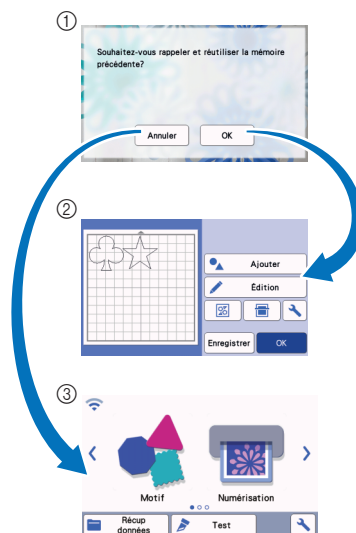 ①
Souhaitez-vous rappeler et réutiliser la mémoire
précédente?
Annuler OK
②
Ajouter
Édition
Enregistrer OK
③
Motif Numérisation
Récup
données Test